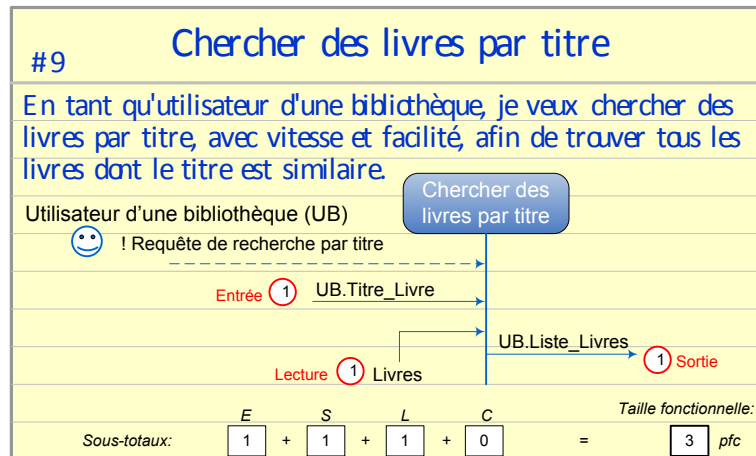 #9
Chercher des livres par titre
En tant qu'utilisateur d'une bibliothèque, je veux chercher des
livres par titre, avec vitesse et facilité, afin de trouver tous les
livres dont le titre est similaire.
Chercher des
livres par titre
Utilisateur d'une bibliothèque (UB)
! Requête de recherche par titre
Entrée 1 UB.Titre_Livre
UB.Liste_Livres
1 Sortie
Lecture 1 Livres
E S L C Taille fonctionnelle:
Sous-totaux: 1 + 1 + 1 + 0 = 3 pfc